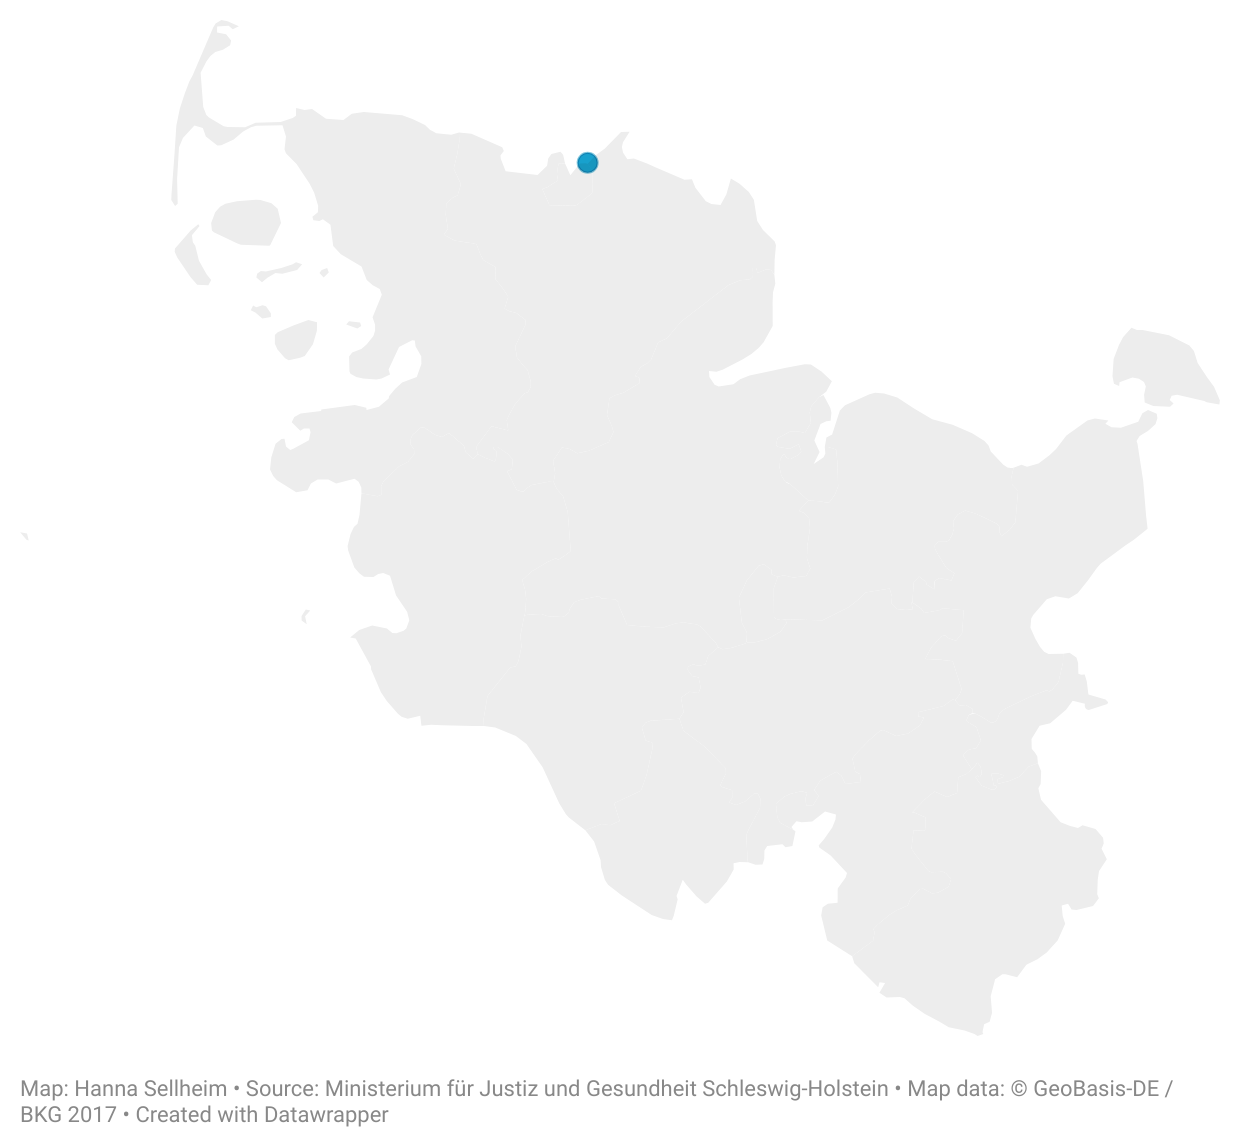 Map: Hanna Sellheim • Source: Ministerium für Justiz und Gesundheit Schleswig-Holstein • Map data: © GeoBasis-DE /
BKG 2017 • Created with Datawrapper